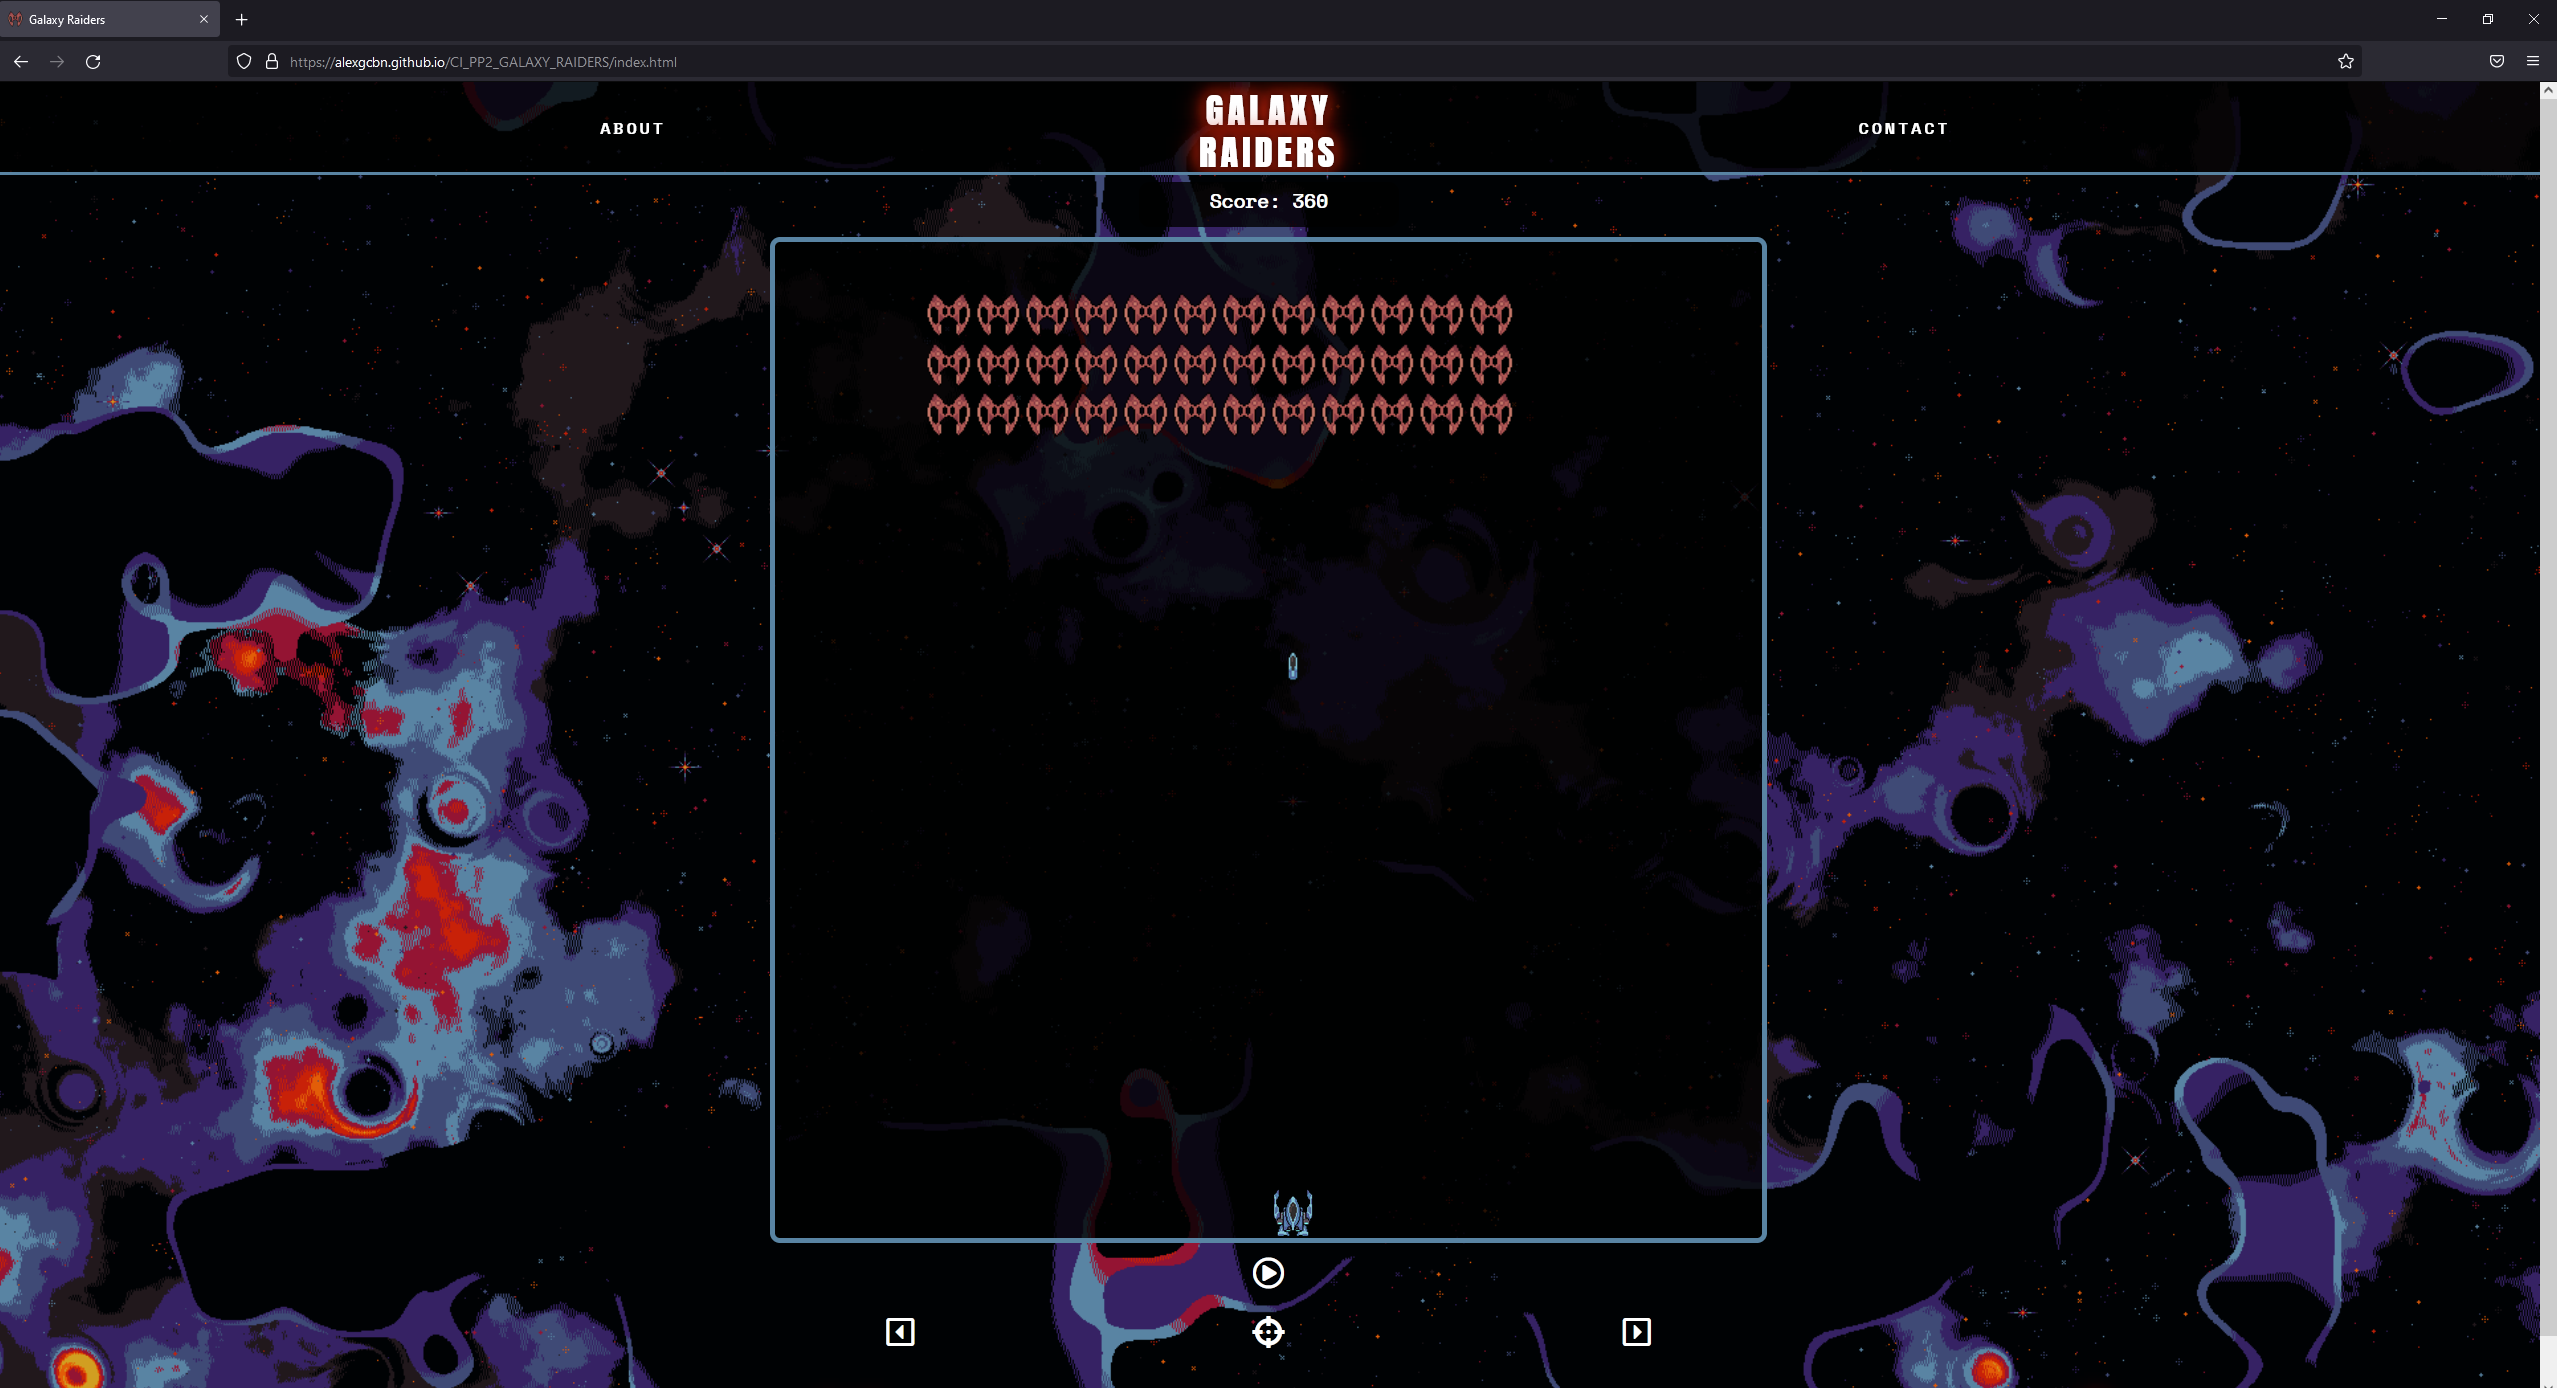 Galaxy Raiders
https://alexgcbn.github.io/CI_PP2_GALAXY_RAIDERS/index.html
ABOUT
GALAXY
RAIDERS
CONTACT
Score: 360